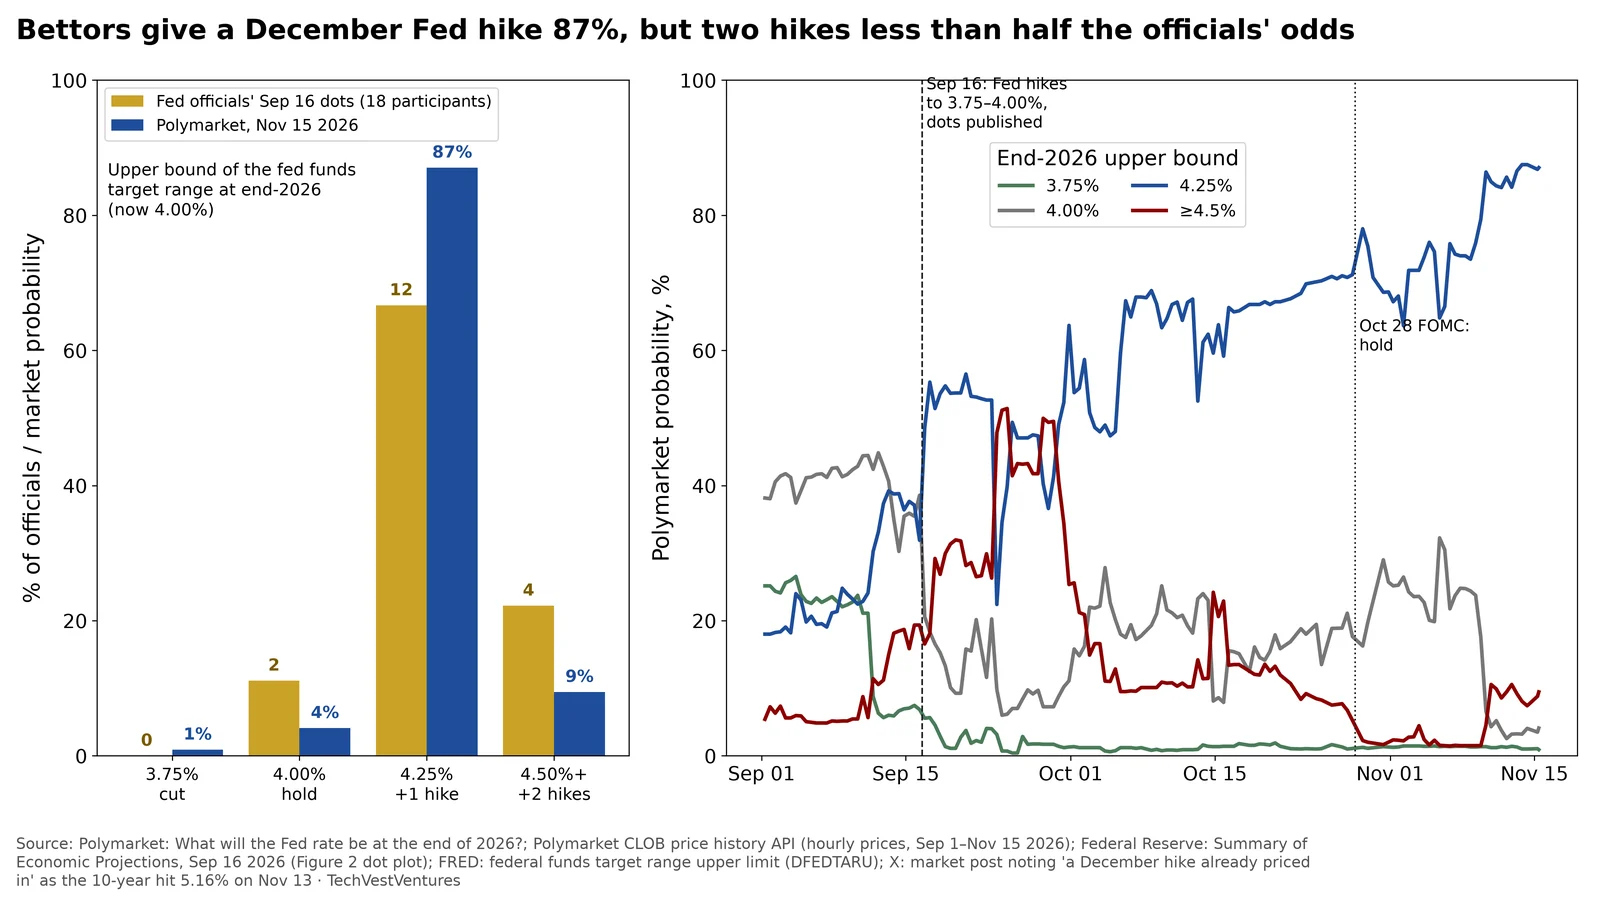 Bettors give a December Fed hike 87%, but two hikes less than half the officials' odds
% of officials / market probability
100
80
60
40
20
0
Fed officials' Sep 16 dots (18 participants)
Polymarket, Nov 15 2026
Upper bound of the fed funds
target range at end-2026
(now 4.00%)
0
1%
2
4%
12
87%
4
9%
3.75%
cut
4.00%
hold
4.25%
+1 hike
4.50%+
+2 hikes
Polymarket probability, %
100
80
60
40
20
0
Sep 16: Fed hikes
to 3.75–4.00%,
dots published
End-2026 upper bound
3.75%
4.00%
4.25%
≥4.5%
Oct 28 FOMC:
hold
Sep 01
Sep 15
Oct 01
Oct 15
Nov 01
Nov 15
Source: Polymarket: What will the Fed rate be at the end of 2026?; Polymarket CLOB price history API (hourly prices, Sep 1–Nov 15 2026); Federal Reserve: Summary of
Economic Projections, Sep 16 2026 (Figure 2 dot plot); FRED: federal funds target range upper limit (DFEDTARU); X: market post noting 'a December hike already priced
in' as the 10-year hit 5.16% on Nov 13 · TechVestVentures